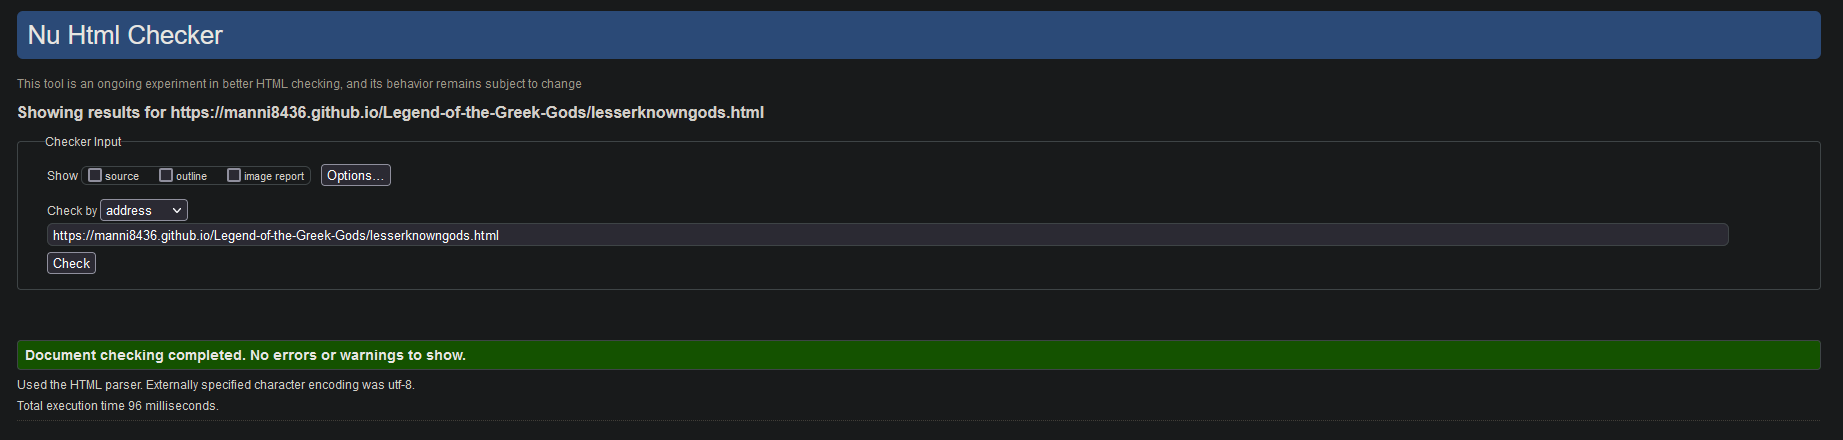 Nu Html Checker
This tool is an ongoing experiment in better HTML checking, and its behavior remains subject to change
Showing results for https://manni8436.github.io/Legend-of-the-Greek-Gods/lesserknowngods.html
Checker Input
Show source outline image report Options...
Check by address
https://manni8436.github.io/Legend-of-the-Greek-Gods/lesserknowngods.html
Check
Document checking completed. No errors or warnings to show.
Used the HTML parser. Externally specified character encoding was utf-8.
Total execution time 96 milliseconds.